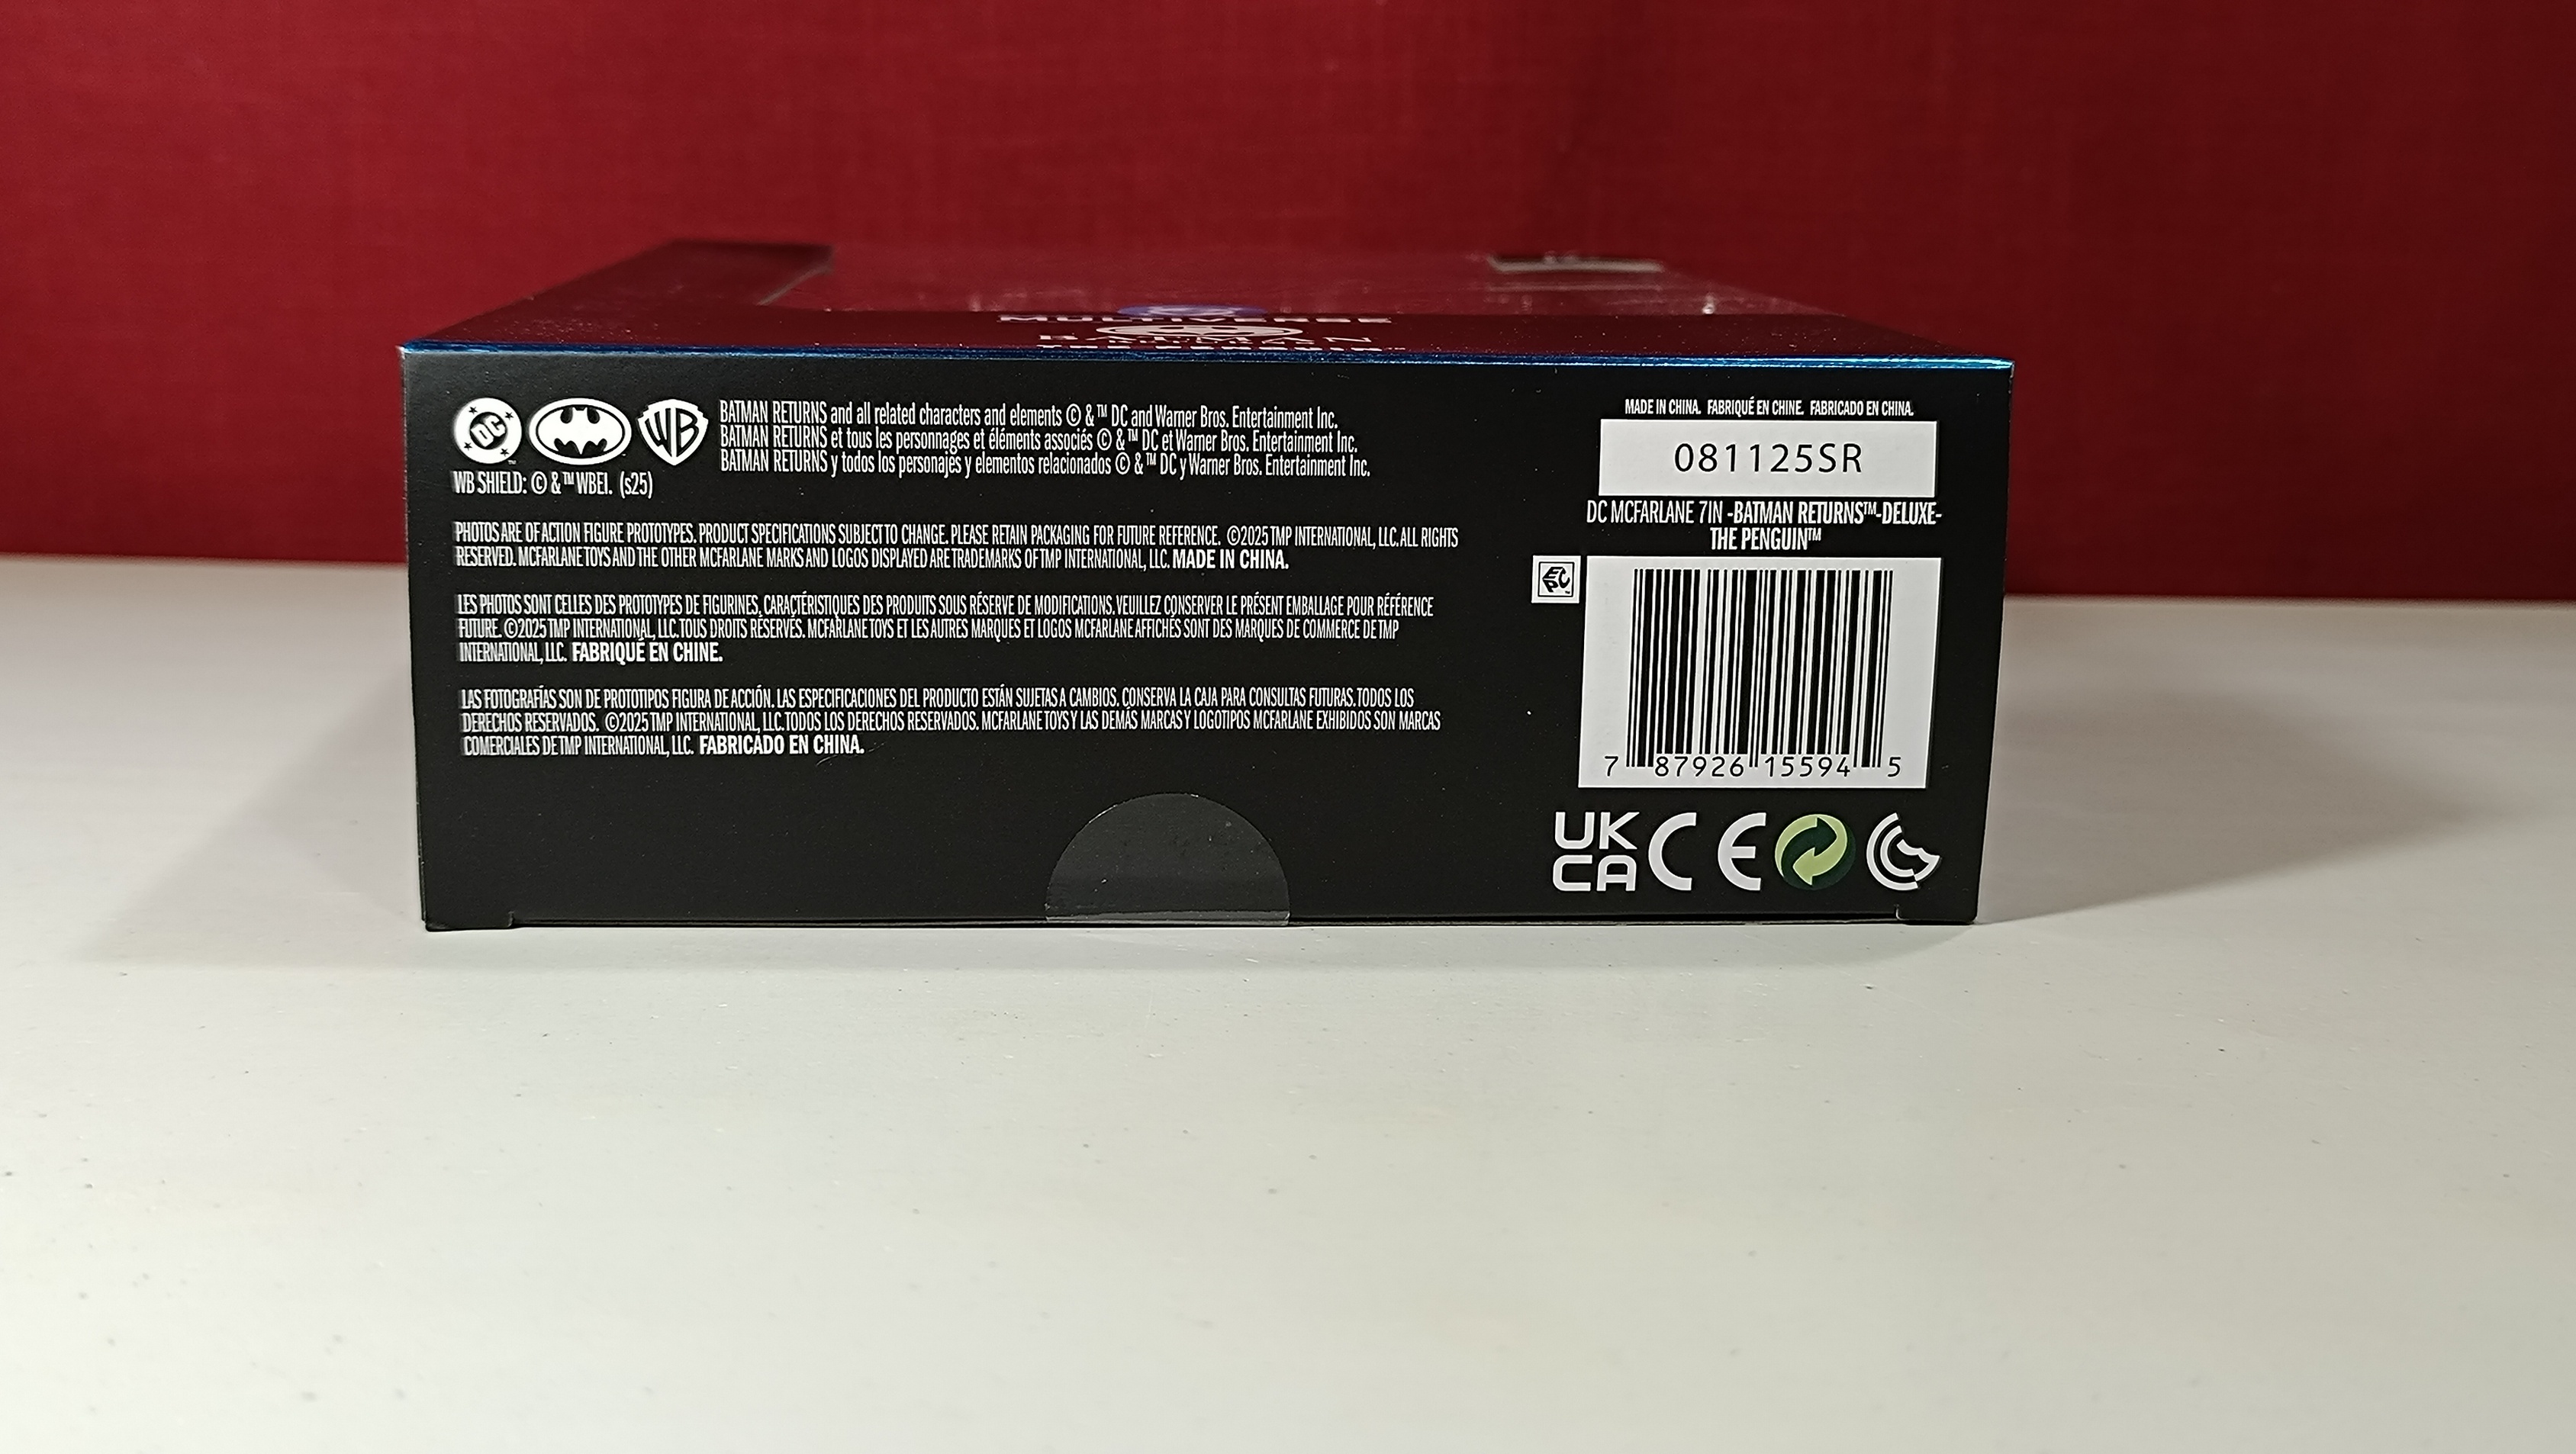 MULTIVERSE
BATMAN
DC
WB
BATMAN RETURNS and all related characters and elements © & ™ DC and Warner Bros. Entertainment Inc.
BATMAN RETURNS et tous les personnages et éléments associés © & ™ DC et Warner Bros. Entertainment Inc.
BATMAN RETURNS y todos los personajes y elementos relacionados © & ™ DC y Warner Bros. Entertainment Inc.
WB SHIELD: © & ™ WBEI. (s25)
PHOTOS ARE OF ACTION FIGURE PROTOTYPES. PRODUCT SPECIFICATIONS SUBJECT TO CHANGE. PLEASE RETAIN PACKAGING FOR FUTURE REFERENCE. ©2025 TMP INTERNATIONAL, LLC. ALL RIGHTS
RESERVED. MCFARLANE TOYS AND THE OTHER MCFARLANE MARKS AND LOGOS DISPLAYED ARE TRADEMARKS OF TMP INTERNATIONAL, LLC. MADE IN CHINA.
LES PHOTOS SONT CELLES DES PROTOTYPES DE FIGURINES. CARACTÉRISTIQUES DES PRODUITS SOUS RÉSERVE DE MODIFICATIONS. VEUILLEZ CONSERVER LE PRÉSENT EMBALLAGE POUR RÉFÉRENCE
FUTURE. ©2025 TMP INTERNATIONAL, LLC. TOUS DROITS RÉSERVÉS. MCFARLANE TOYS ET LES AUTRES MARQUES ET LOGOS MCFARLANE AFFICHÉS SONT DES MARQUES DE COMMERCE DE TMP
INTERNATIONAL, LLC. FABRIQUÉ EN CHINE.
LAS FOTOGRAFÍAS SON DE PROTOTIPOS FIGURA DE ACCIÓN. LAS ESPECIFICACIONES DEL PRODUCTO ESTÁN SUJETAS A CAMBIOS. CONSERVA LA CAJA PARA CONSULTAS FUTURAS. TODOS LOS
DERECHOS RESERVADOS. ©2025 TMP INTERNATIONAL, LLC. TODOS LOS DERECHOS RESERVADOS. MCFARLANE TOYS Y LAS DEMÁS MARCAS Y LOGOTIPOS MCFARLANE EXHIBIDOS SON MARCAS
COMERCIALES DE TMP INTERNATIONAL, LLC. FABRICADO EN CHINA.
MADE IN CHINA. FABRIQUÉ EN CHINE. FABRICADO EN CHINA.
081125SR
DC MCFARLANE 7IN -BATMAN RETURNS™-DELUXE-
THE PENGUIN™
EPC
7 87926 15594 5
UK
CA CE